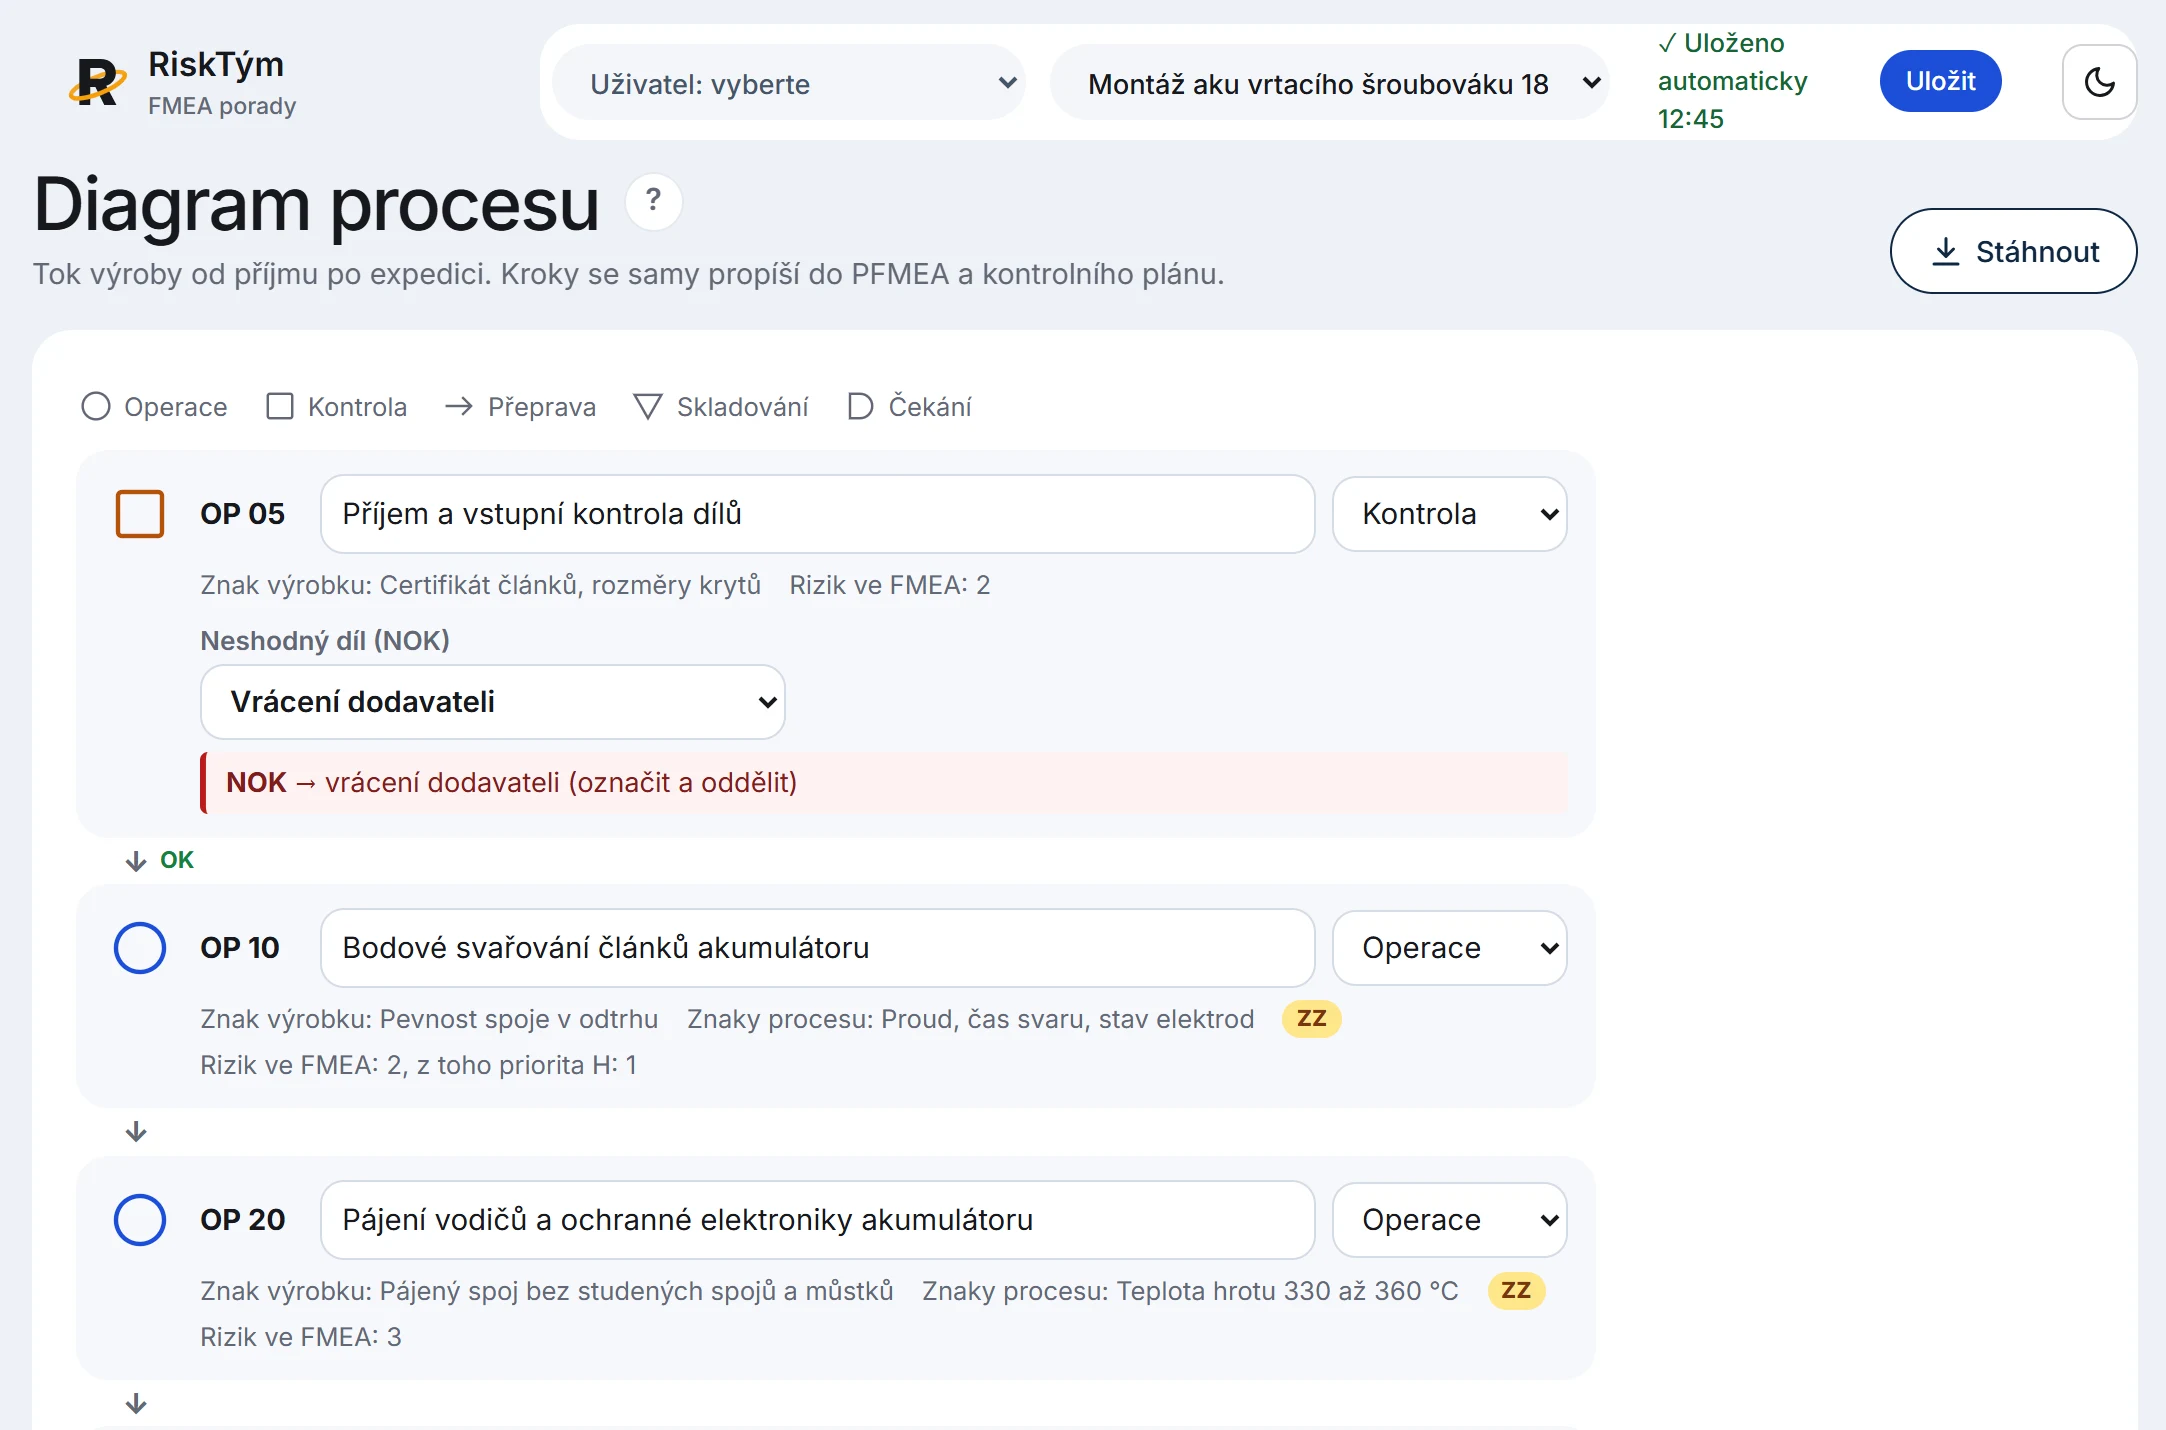 RiskTým
FMEA porady
Uživatel: vyberte
Montáž aku vrtacího šroubováku 18
✓ Uloženo
automaticky
12:45
Uložit
Diagram procesu
?
Tok výroby od příjmu po expedici. Kroky se samy propíší do PFMEA a kontrolního plánu.
Stáhnout
Operace
Kontrola
Přeprava
Skladování
Čekání
OP 05
Příjem a vstupní kontrola dílů
Kontrola
Znak výrobku: Certifikát článků, rozměry krytů Rizik ve FMEA: 2
Neshodný díl (NOK)
Vrácení dodavateli
NOK → vrácení dodavateli (označit a oddělit)
OK
OP 10
Bodové svařování článků akumulátoru
Operace
Znak výrobku: Pevnost spoje v odtrhu Znaky procesu: Proud, čas svaru, stav elektrod ZZ
Rizik ve FMEA: 2, z toho priorita H: 1
OP 20
Pájení vodičů a ochranné elektroniky akumulátoru
Operace
Znak výrobku: Pájený spoj bez studených spojů a můstků Znaky procesu: Teplota hrotu 330 až 360 °C ZZ
Rizik ve FMEA: 3